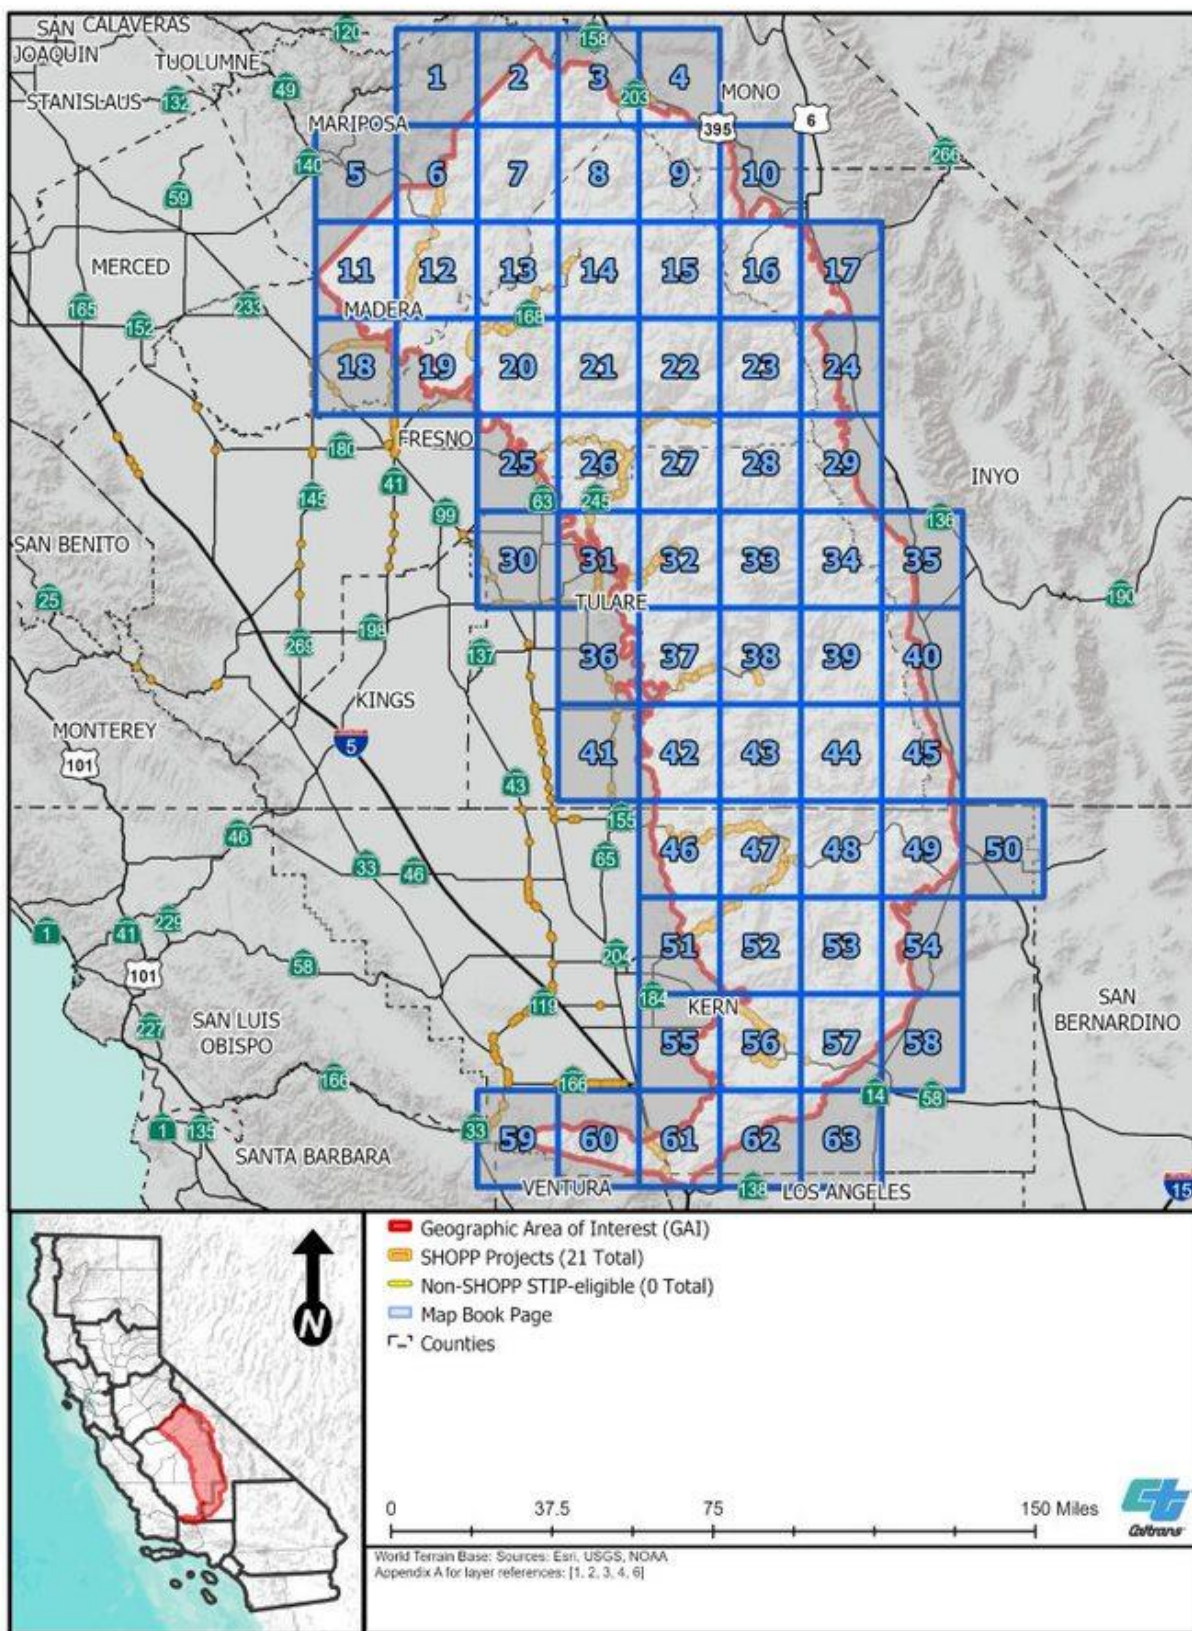 SAN CALAVERAS
120
158
JOAQUIN
TUOLUMNE
1 2 3 4
49
203
MONO
STANISLAUS
132
6
MARIPOSA
395
140
266
5 6 7 8 9 10
59
MERCED
11 12 13 14 15 16 17
165
233
MADERA
168
152
18 19 20 21 22 23 24
FRESNO
180
25 26 27 28 29
INYO
41
145
63
245
99
136
SAN BENITO
30 31 32 33 34 35
25
TULARE
190
198
269
137
36 37 38 39 40
KINGS
MONTEREY
5
101
41 42 43 44 45
43
155
46
65
33
46
46 47 48 49 50
229
1
41
51 52 53 54
204
58
101
119
184
KERN
SAN
BERNARDINO
SAN LUIS
OBISPO
227
55 56 57 58
166
166
14
58
1
135
33
59 60 61 62 63
SANTA BARBARA
VENTURA
138
LOS ANGELES
15
N
Geographic Area of Interest (GAI)
SHOPP Projects (21 Total)
Non-SHOPP STIP-eligible (0 Total)
Map Book Page
Counties
0 37.5 75 150 Miles
Caltrans
World Terrain Base: Sources: Esri, USGS, NOAA
Appendix A for layer references: [1, 2, 3, 4, 6]